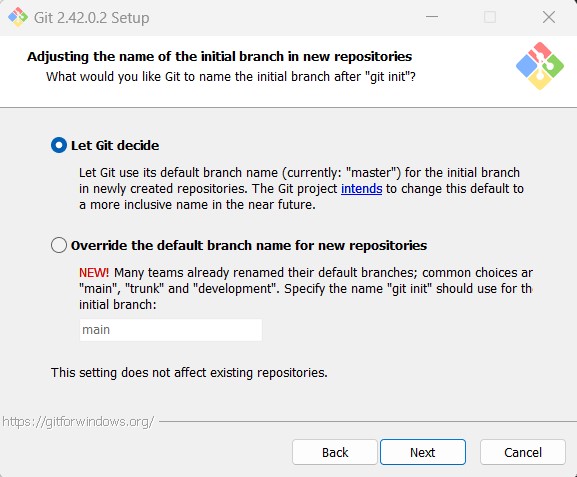 Git 2.42.0.2 Setup
Adjusting the name of the initial branch in new repositories
What would you like Git to name the initial branch after "git init"?
Let Git decide
Let Git use its default branch name (currently: "master") for the initial branch
in newly created repositories. The Git project intends to change this default to
a more inclusive name in the near future.
Override the default branch name for new repositories
NEW! Many teams already renamed their default branches; common choices ar
"main", "trunk" and "development". Specify the name "git init" should use for the
initial branch:
main
This setting does not affect existing repositories.
https://gitforwindows.org/
Back
Next
Cancel